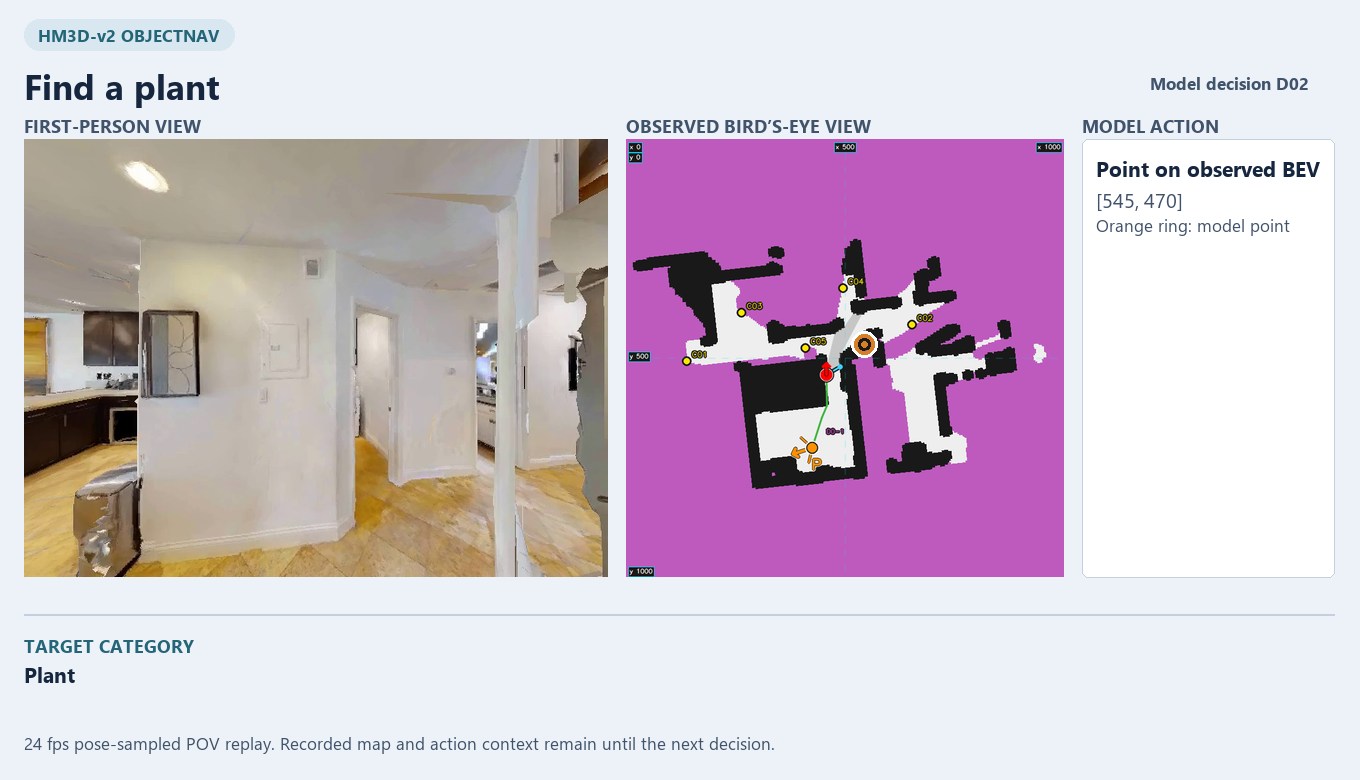 HM3D-v2 OBJECTNAV
Find a plant
Model decision D02
FIRST-PERSON VIEW
OBSERVED BIRD'S-EYE VIEW
MODEL ACTION
x 0
y 0
x 500
x 1000
Point on observed BEV
[545, 470]
Orange ring: model point
C04
C03
C02
C05
y 500
C01
P
y 1000
TARGET CATEGORY
Plant
24 fps pose-sampled POV replay. Recorded map and action context remain until the next decision.